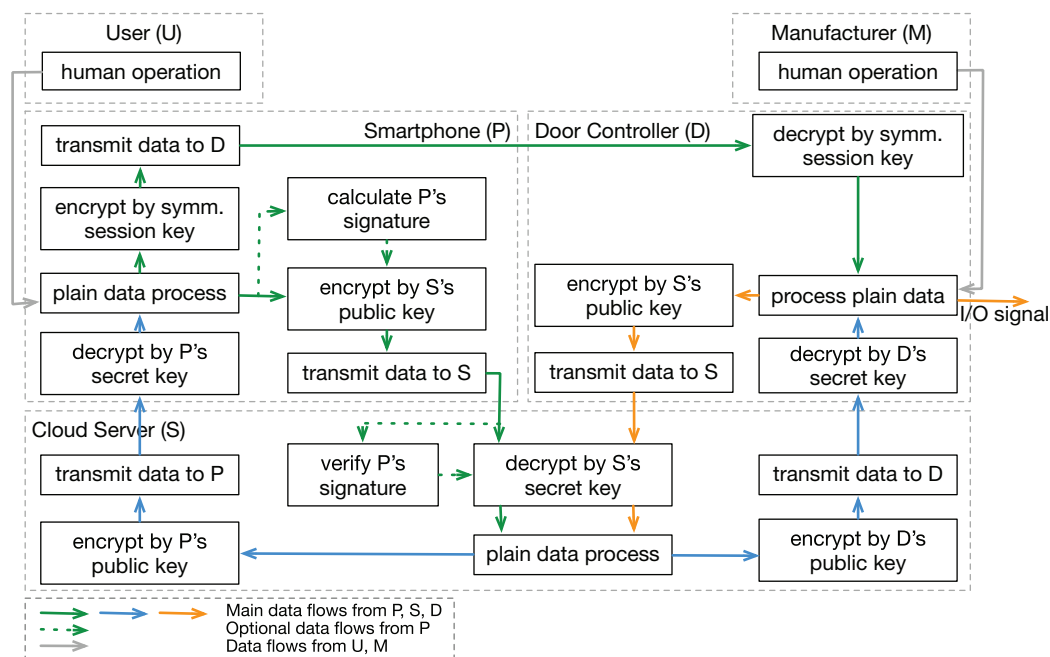 User (U)
human operation
Manufacturer (M)
human operation
Smartphone (P)
transmit data to D
encrypt by symm.
session key
plain data process
decrypt by P's
secret key
calculate P's
signature
encrypt by S's
public key
transmit data to S
Door Controller (D)
decrypt by symm.
session key
encrypt by S's
public key
transmit data to S
process plain data
I/O signal
decrypt by D's
secret key
Cloud Server (S)
transmit data to P
encrypt by P's
public key
verify P's
signature
decrypt by S's
secret key
plain data process
transmit data to D
encrypt by D's
public key
Main data flows from P, S, D
Optional data flows from P
Data flows from U, M